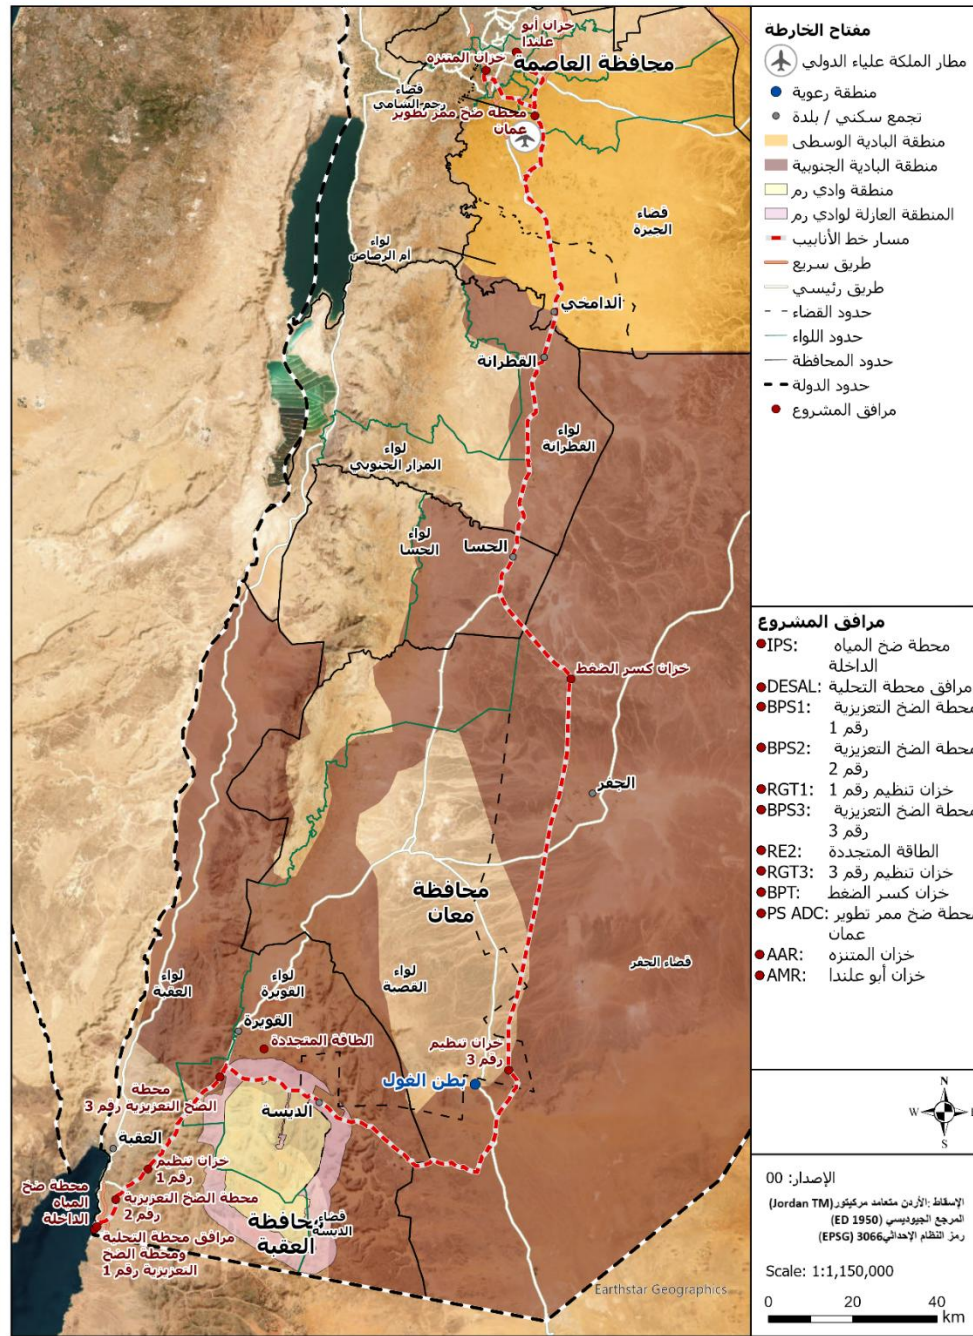 خزان أبو
علندا
خزان المتنزه
محافظة العاصمة
قضاء
رجم الشامي
محطة ضخ ممر تطوير
عمان
قضاء
الجيزة
لواء
أم الرصاص
الدامخي
القطرانة
لواء
القطرانة
لواء
المزار الجنوبي
لواء
الحسا
الحسا
خزان كسر الضغط
الجفر
محافظة
معان
قضاء الجفر
لواء
القصبة
لواء
القويرة
لواء
العقبة
القويرة
الطاقة المتجددة
خزان تنظيم
رقم 3
بطن الغول
محطة
الضخ التعزيزية رقم 3
الديسة
العقبة
خزان تنظيم
رقم 1
محطة ضخ
المياه
الداخلة
محطة الضخ التعزيزية
رقم 2
مرافق محطة التحلية
ومحطة الضخ
التعزيزية رقم 1
محافظة
العقبة
قضاء
الديسة
Earthstar Geographics
مفتاح الخارطة
مطار الملكة علياء الدولي
منطقة رعوية
تجمع سكني / بلدة
منطقة البادية الوسطى
منطقة البادية الجنوبية
منطقة وادي رم
المنطقة العازلة لوادي رم
مسار خط الأنابيب
طريق سريع
طريق رئيسي
حدود القضاء
حدود اللواء
حدود المحافظة
حدود الدولة
مرافق المشروع
مرافق المشروع
IPS: محطة ضخ المياه
الداخلة
DESAL: مرافق محطة التحلية
BPS1: محطة الضخ التعزيزية
رقم 1
BPS2: محطة الضخ التعزيزية
رقم 2
RGT1: خزان تنظيم رقم 1
BPS3: محطة الضخ التعزيزية
رقم 3
RE2: الطاقة المتجددة
RGT3: خزان تنظيم رقم 3
BPT: خزان كسر الضغط
PS ADC: محطة ضخ ممر تطوير
عمان
AAR: خزان المتنزه
AMR: خزان أبو علندا
N
W E
S
الإصدار: 00
الإسقاط :الأردن متعامد مركيتور(Jordan TM)
المرجع الجيوديسي (ED 1950)
رمز النظام الإحداثي3066 (EPSG)
Scale: 1:1,150,000
0 20 40
km